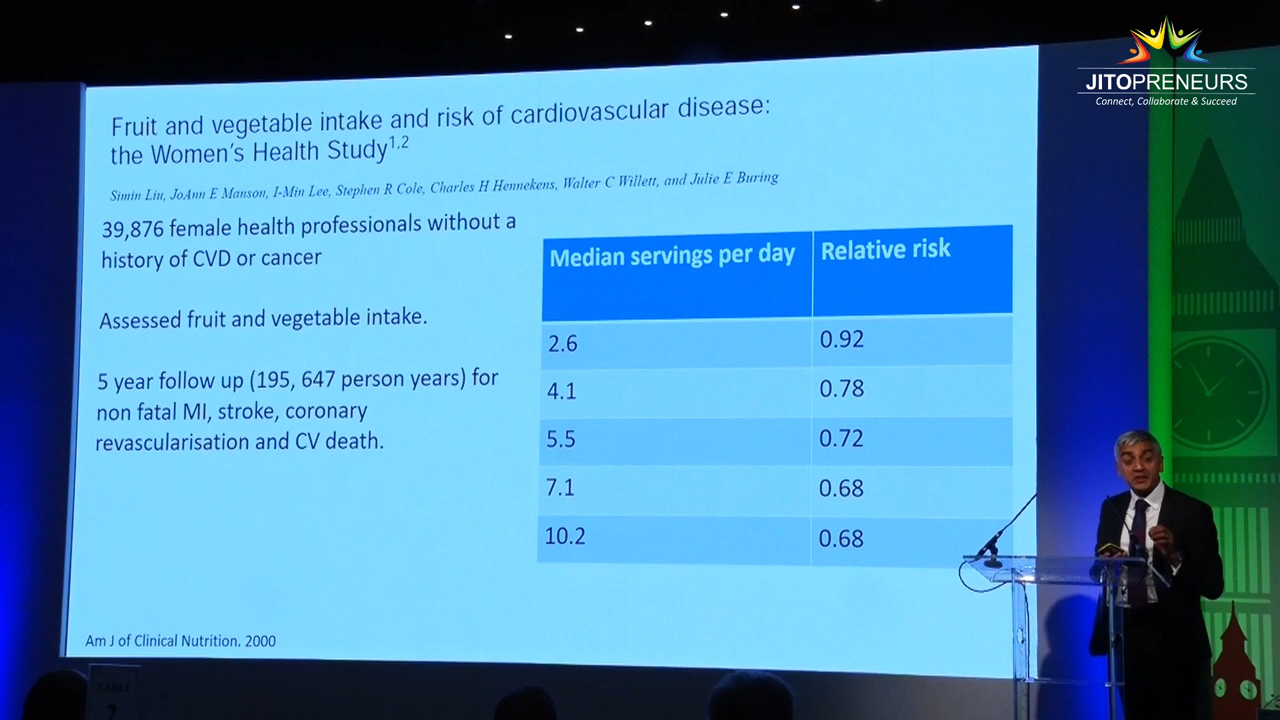 JITOPRENEURS
Connect, Collaborate & Succeed
Fruit and vegetable intake and risk of cardiovascular disease:
the Women's Health Study1,2
Simin Liu, JoAnn E Manson, I-Min Lee, Stephen R Cole, Charles H Hennekens, Walter C Willett, and Julie E Buring
39,876 female health professionals without a
history of CVD or cancer
Assessed fruit and vegetable intake.
5 year follow up (195, 647 person years) for
non fatal MI, stroke, coronary
revascularisation and CV death.
Median servings per day Relative risk
2.6 0.92
4.1 0.78
5.5 0.72
7.1 0.68
10.2 0.68
Am J of Clinical Nutrition. 2000
TABLE
2